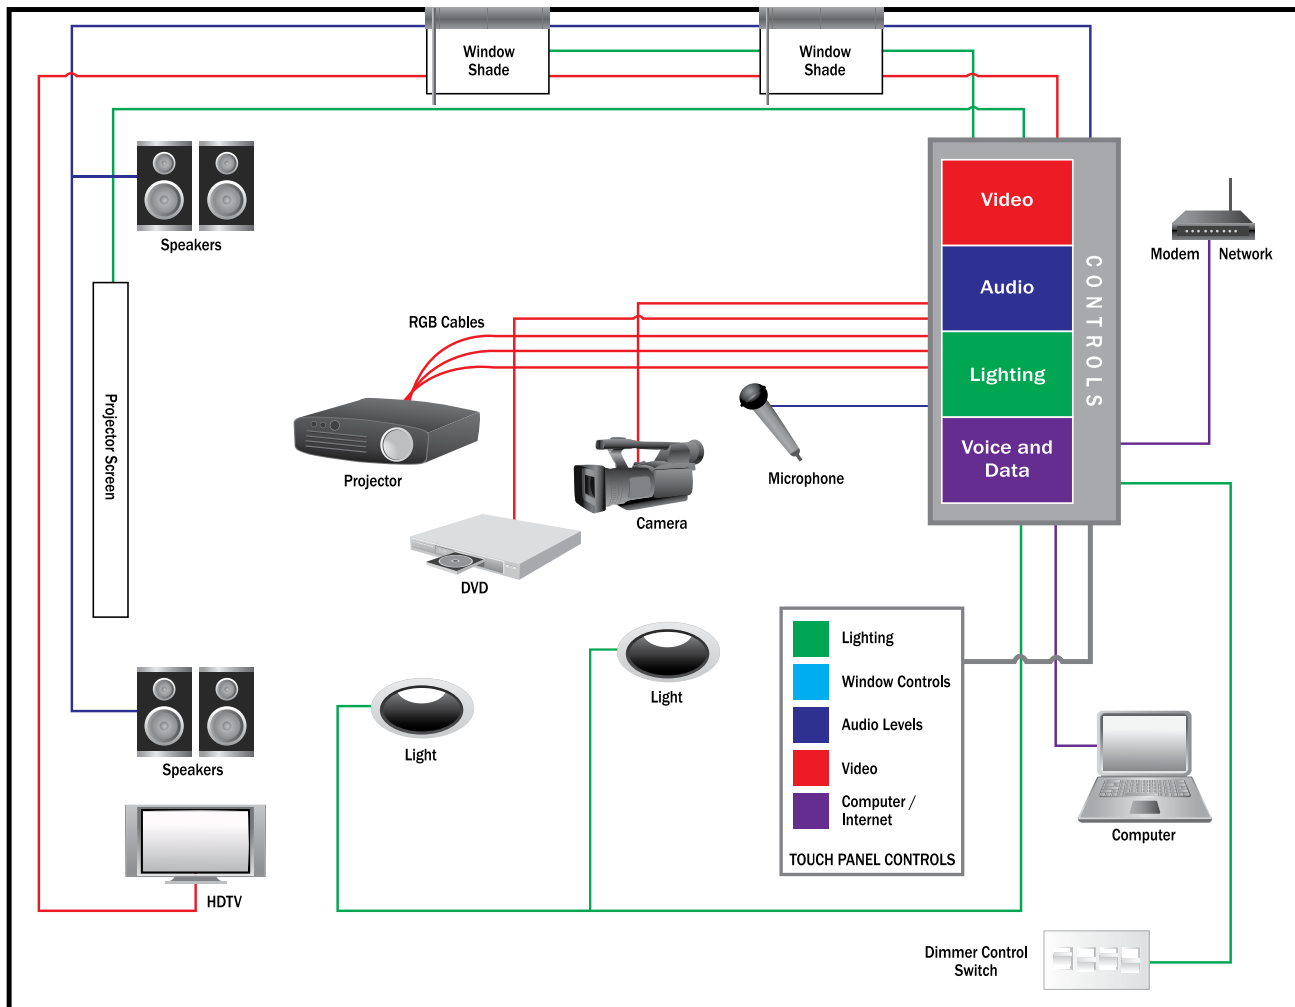 Window
Shade
Window
Shade
Speakers
Video
Audio
Lighting
Voice and
Data
CONTROLS
Modem
Network
RGB Cables
Projector Screen
Projector
Microphone
Camera
DVD
Light
Light
Speakers
HDTV
Lighting
Window Controls
Audio Levels
Video
Computer /
Internet
TOUCH PANEL CONTROLS
Computer
Dimmer Control
Switch